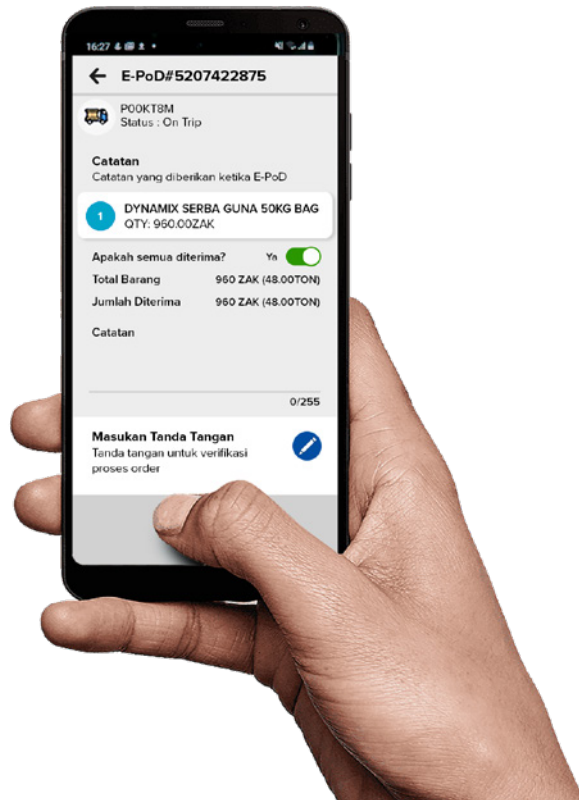 16:27
E-PoD#5207422875
P00KT8M
Status : On Trip
Catatan
Catatan yang diberikan ketika E-PoD
1
DYNAMIX SERBA GUNA 50KG BAG
QTY: 960.00ZAK
Apakah semua diterima? Ya
Total Barang 960 ZAK (48.00TON)
Jumlah Diterima 960 ZAK (48.00TON)
Catatan
0/255
Masukan Tanda Tangan
Tanda tangan untuk verifikasi
proses order